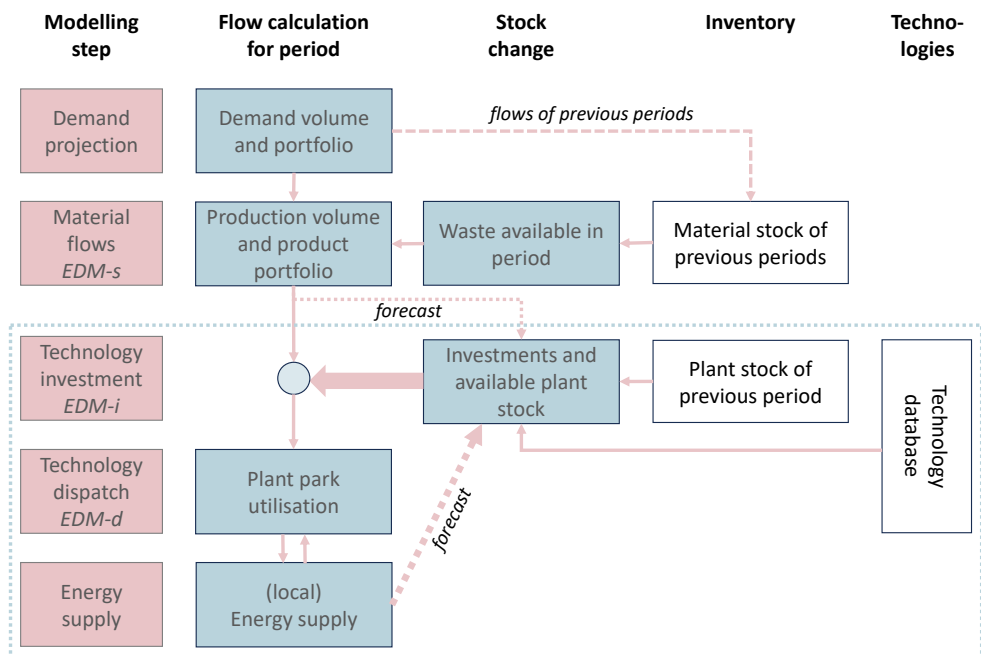 Modelling
step
Flow calculation
for period
Stock
change
Inventory
Techno-
logies
Demand
projection
Demand volume
and portfolio
flows of previous periods
Material
flows
EDM-s
Production volume
and product
portfolio
Waste available in
period
Material stock of
previous periods
forecast
Technology
investment
EDM-i
Investments and
available plant
stock
Plant stock of
previous period
Technology
database
Technology
dispatch
EDM-d
Plant park
utilisation
forecast
Energy
supply
(local)
Energy supply